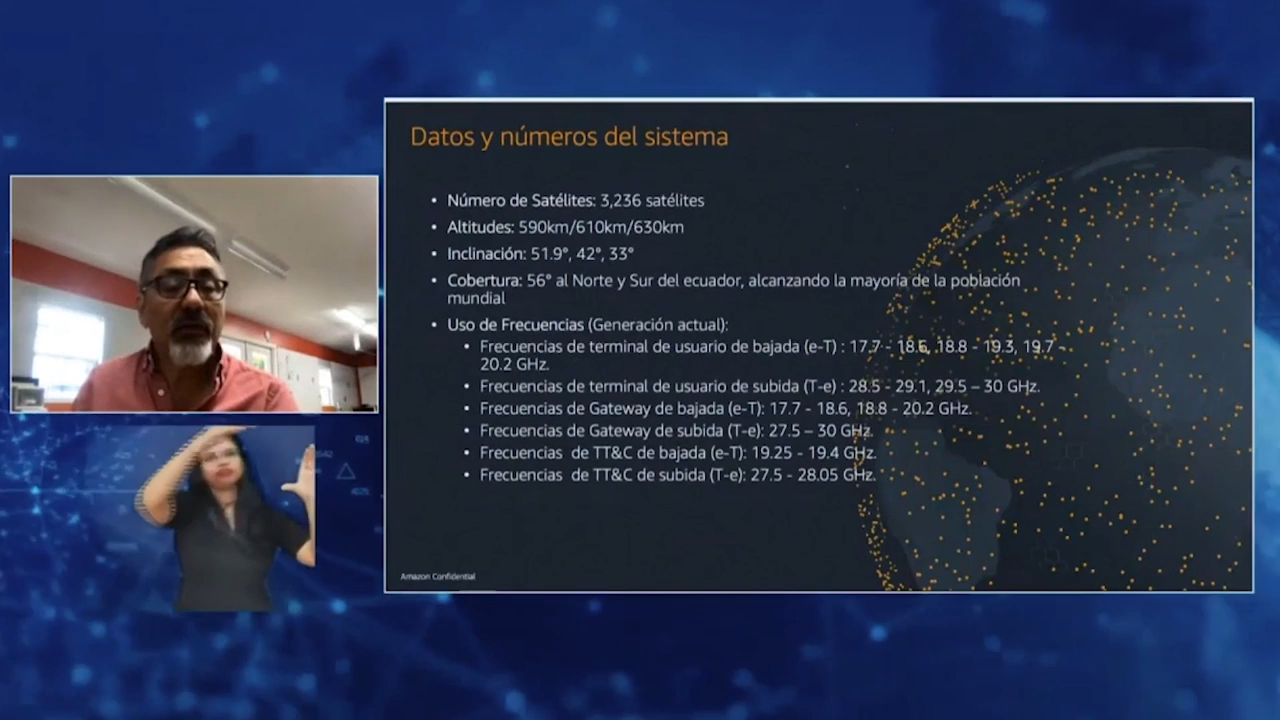 Datos y números del sistema
• Número de Satélites: 3,236 satélites
• Altitudes: 590km/610km/630km
• Inclinación: 51.9°, 42°, 33°
• Cobertura: 56° al Norte y Sur del ecuador, alcanzando la mayoría de la población
mundial
• Uso de Frecuencias (Generación actual):
• Frecuencias de terminal de usuario de bajada (e-T) : 17.7 - 18.6, 18.8 - 19.3, 19.7 -
20.2 GHz.
• Frecuencias de terminal de usuario de subida (T-e) : 28.5 - 29.1, 29.5 – 30 GHz.
• Frecuencias de Gateway de bajada (e-T): 17.7 - 18.6, 18.8 - 20.2 GHz.
• Frecuencias de Gateway de subida (T-e): 27.5 – 30 GHz.
• Frecuencias  de TT&C de bajada (e-T): 19.25 - 19.4 GHz.
• Frecuencias  de TT&C de subida (T-e): 27.5 - 28.05 GHz.
Amazon Confidential